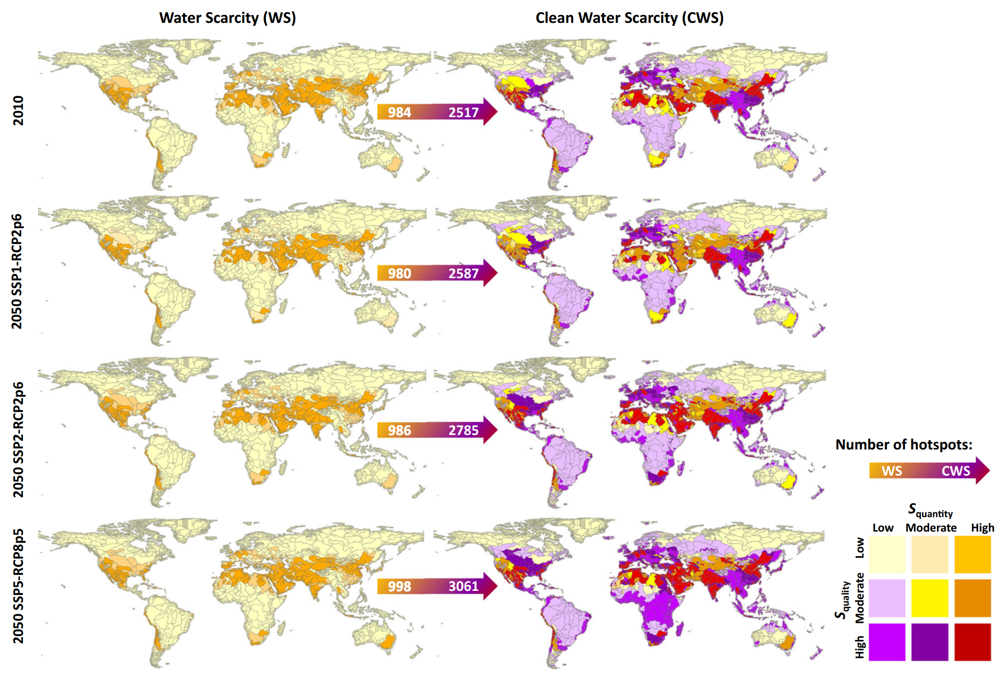 Water Scarcity (WS)
Clean Water Scarcity (CWS)
2010
984
2517
2050 SSP1-RCP2p6
980
2587
2050 SSP2-RCP2p6
986
2785
2050 SSP5-RCP8p5
998
3061
Number of hotspots:
WS
CWS
Squantity
Low Moderate High
Squality
Low
Moderate
High